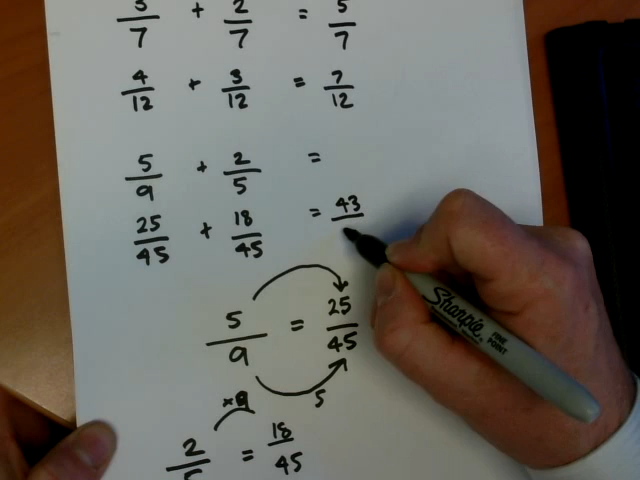 3/7 + 2/7 = 5/7
4/12 + 3/12 = 7/12
5/9 + 2/5 =
25/45 + 18/45 = 43/
5/9 = 25/45
5
×9
2/5 = 18/45
Sharpie
FINE POINT